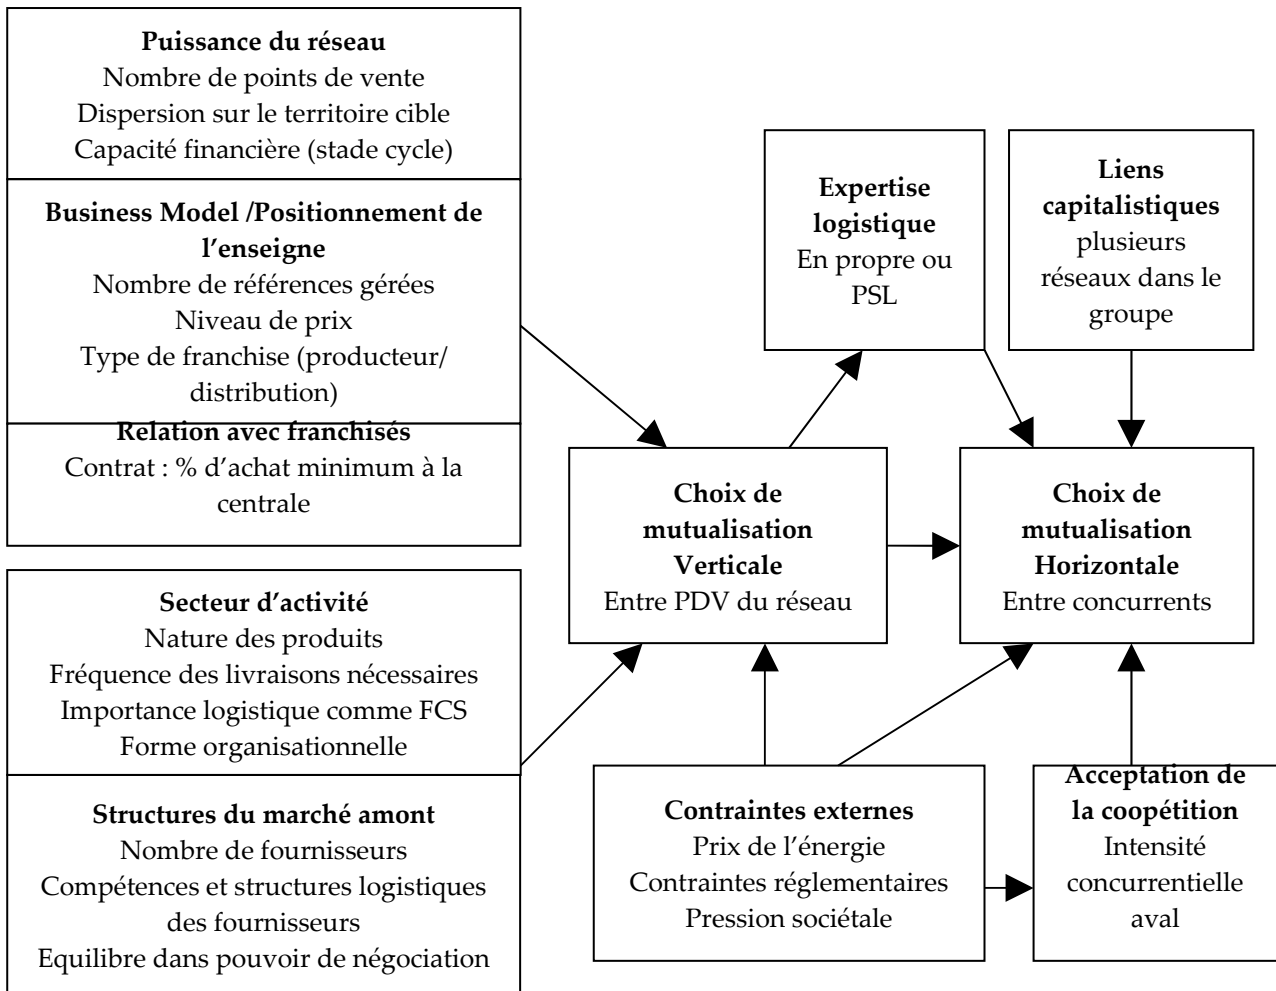 Puissance du réseau
Nombre de points de vente
Dispersion sur le territoire cible
Capacité financière (stade cycle)
Business Model /Positionnement de
l’enseigne
Nombre de références gérées
Niveau de prix
Type de franchise (producteur/
distribution)
Relation avec franchisés
Contrat : % d’achat minimum à la
centrale
Secteur d’activité
Nature des produits
Fréquence des livraisons nécessaires
Importance logistique comme FCS
Forme organisationnelle
Structures du marché amont
Nombre de fournisseurs
Compétences et structures logistiques
des fournisseurs
Equilibre dans pouvoir de négociation
Expertise
logistique
En propre ou
PSL
Liens
capitalistiques
plusieurs
réseaux dans le
groupe
Choix de
mutualisation
Verticale
Entre PDV du réseau
Choix de
mutualisation
Horizontale
Entre concurrents
Contraintes externes
Prix de l’énergie
Contraintes réglementaires
Pression sociétale
Acceptation de
la coopétition
Intensité
concurrentielle
aval